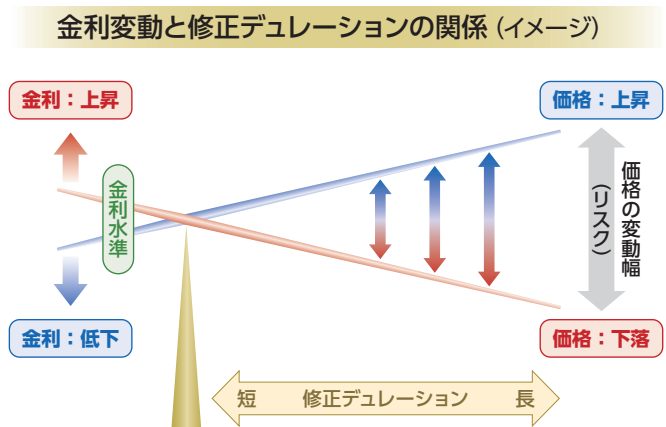 金利変動と修正デュレーションの関係（イメージ）
金利：上昇
価格：上昇
金利水準
価格の変動幅
（リスク）
金利：低下
価格：下落
短 修正デュレーション 長